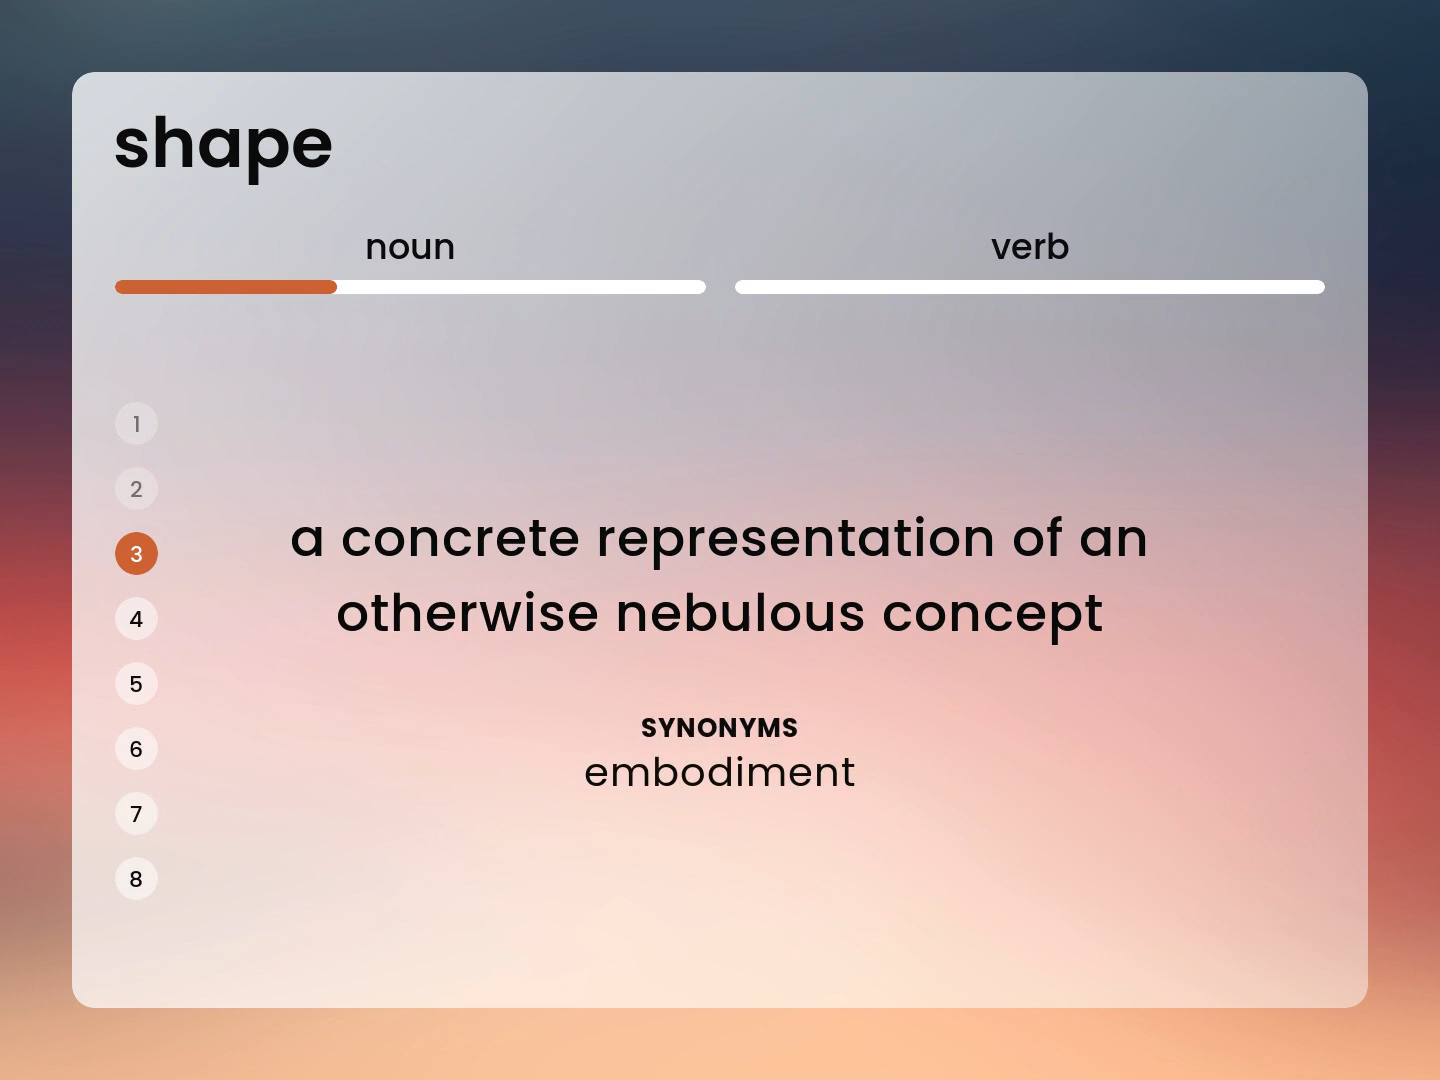 shape
noun
verb
1
2
3
4
5
6
7
8
a concrete representation of an
otherwise nebulous concept
SYNONYMS
embodiment